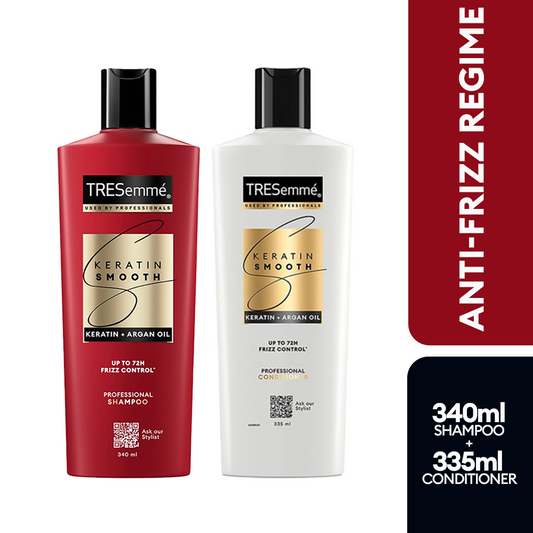 TRESemmé
USED BY PROFESSIONALS
KERATIN
SMOOTH
KERATIN + ARGAN OIL
UP TO 72H
FRIZZ CONTROL*
PROFESSIONAL
SHAMPOO
Ask our
Stylist
340 ml
TRESemmé
USED BY PROFESSIONALS
KERATIN
SMOOTH
KERATIN + ARGAN OIL
UP TO 72H
FRIZZ CONTROL*
PROFESSIONAL
CONDITIONER
Ask our
Stylist
335 ml
ANTI-FRIZZ REGIME
340ml
SHAMPOO
+
335ml
CONDITIONER